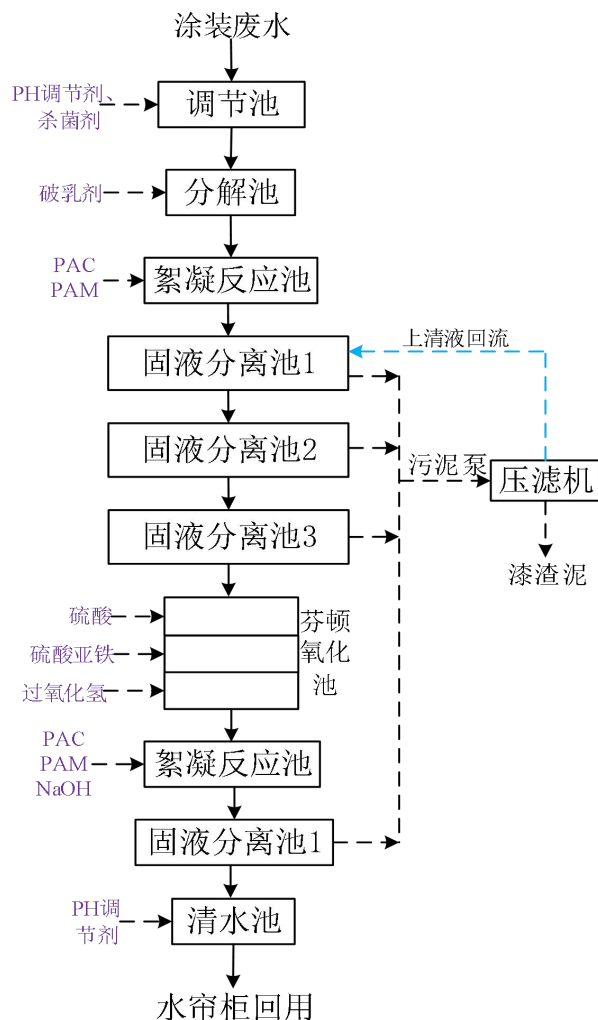 涂装废水
PH调节剂、
杀菌剂
调节池
破乳剂
分解池
PAC
PAM
絮凝反应池
上清液回流
固液分离池1
固液分离池2
污泥泵
压滤机
固液分离池3
漆渣泥
硫酸
硫酸亚铁
过氧化氢
芬顿
氧化
池
PAC
PAM
NaOH
絮凝反应池
固液分离池1
PH调
节剂
清水池
水帘柜回用